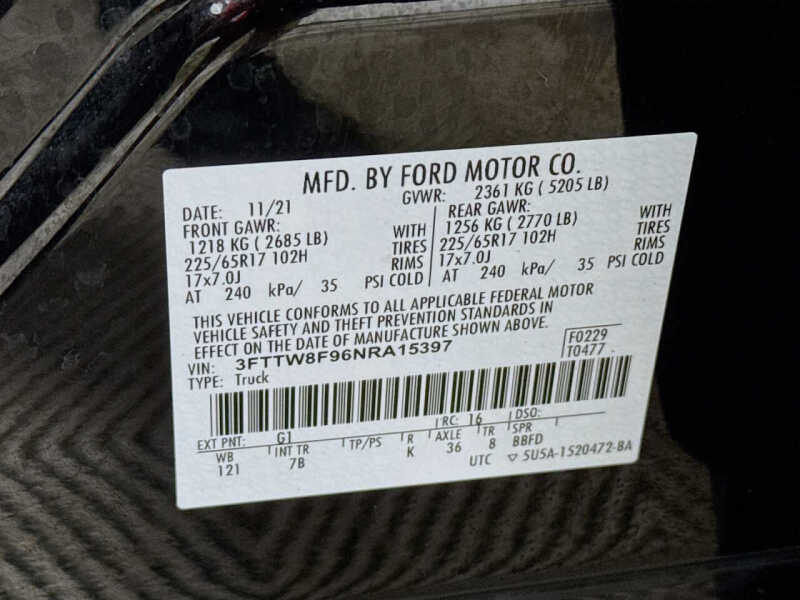 MFD. BY FORD MOTOR CO.
DATE: 11/21 GVWR: 2361 KG ( 5205 LB)
FRONT GAWR: REAR GAWR:
1218 KG ( 2685 LB) WITH 1256 KG ( 2770 LB) WITH
225/65R17 102H TIRES 225/65R17 102H TIRES
17x7.0J RIMS 17x7.0J RIMS
AT 240 kPa/ 35 PSI COLD AT 240 kPa/ 35 PSI COLD
THIS VEHICLE CONFORMS TO ALL APPLICABLE FEDERAL MOTOR
VEHICLE SAFETY AND THEFT PREVENTION STANDARDS IN
EFFECT ON THE DATE OF MANUFACTURE SHOWN ABOVE.
VIN: 3FTTW8F96NRA15397 F0229
TYPE: Truck T0477
EXT PNT: G1 RC: 16 DSO:
WB INT TR TP/PS R AXLE TR SPR
121 7B K 36 8 BBFD
UTC ▽ 5U5A-1520472-BA